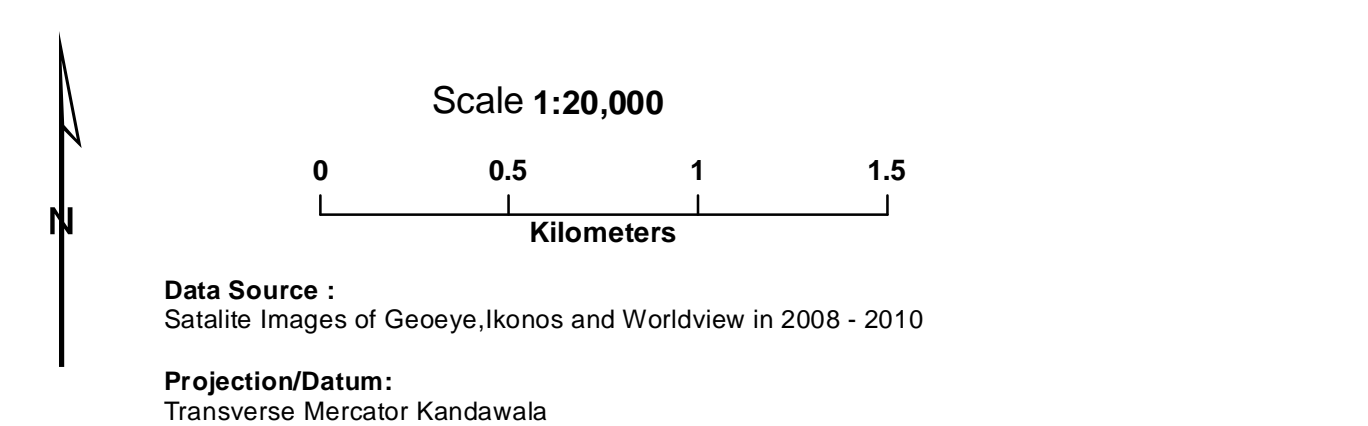 Scale 1:20,000
0 0.5 1 1.5
N
Kilometers
Data Source :
Satalite Images of Geoeye,Ikonos and Worldview in 2008 - 2010
Projection/Datum:
Transverse Mercator Kandawala